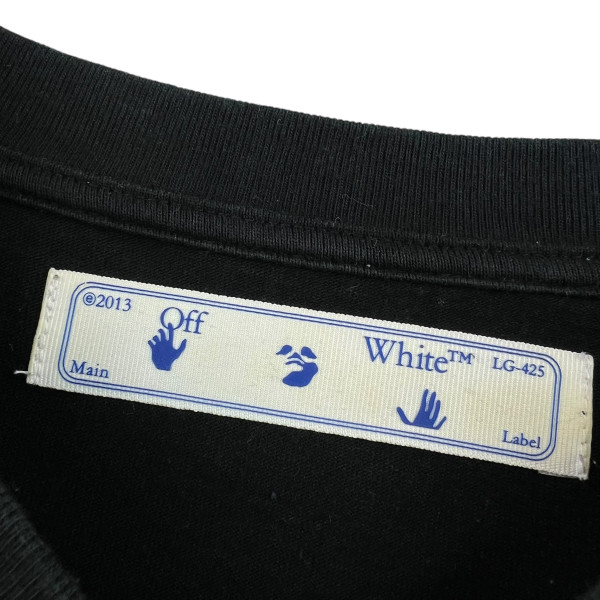 ℗2013
Off
White™
LG-425
Main
Label